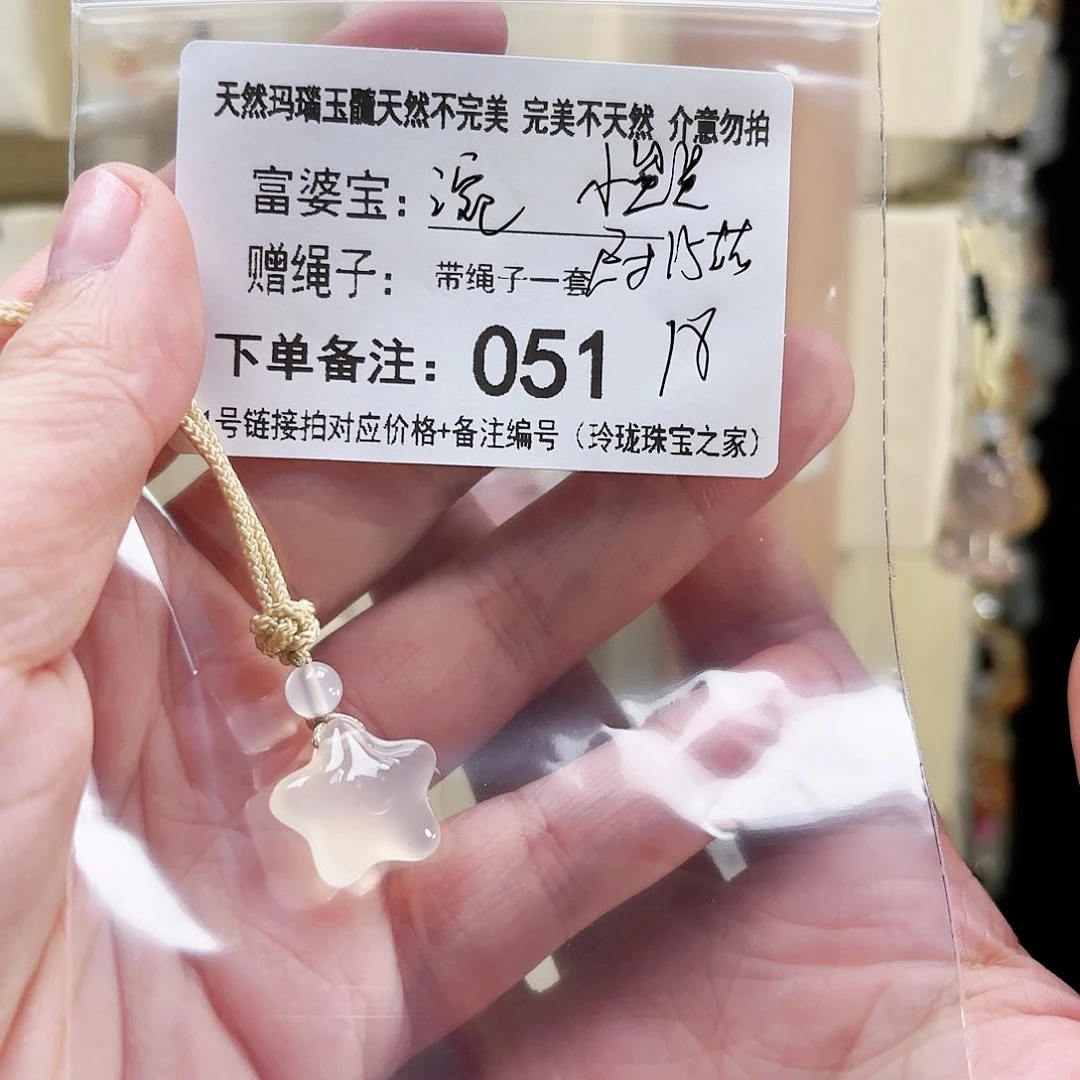 天然玛瑙玉髓天然不完美 完美不天然 介意勿拍
富婆宝：
赠绳子： 带绳子一套
下单备注： 051 18
1号链接拍对应价格+备注编号（玲珑珠宝之家）